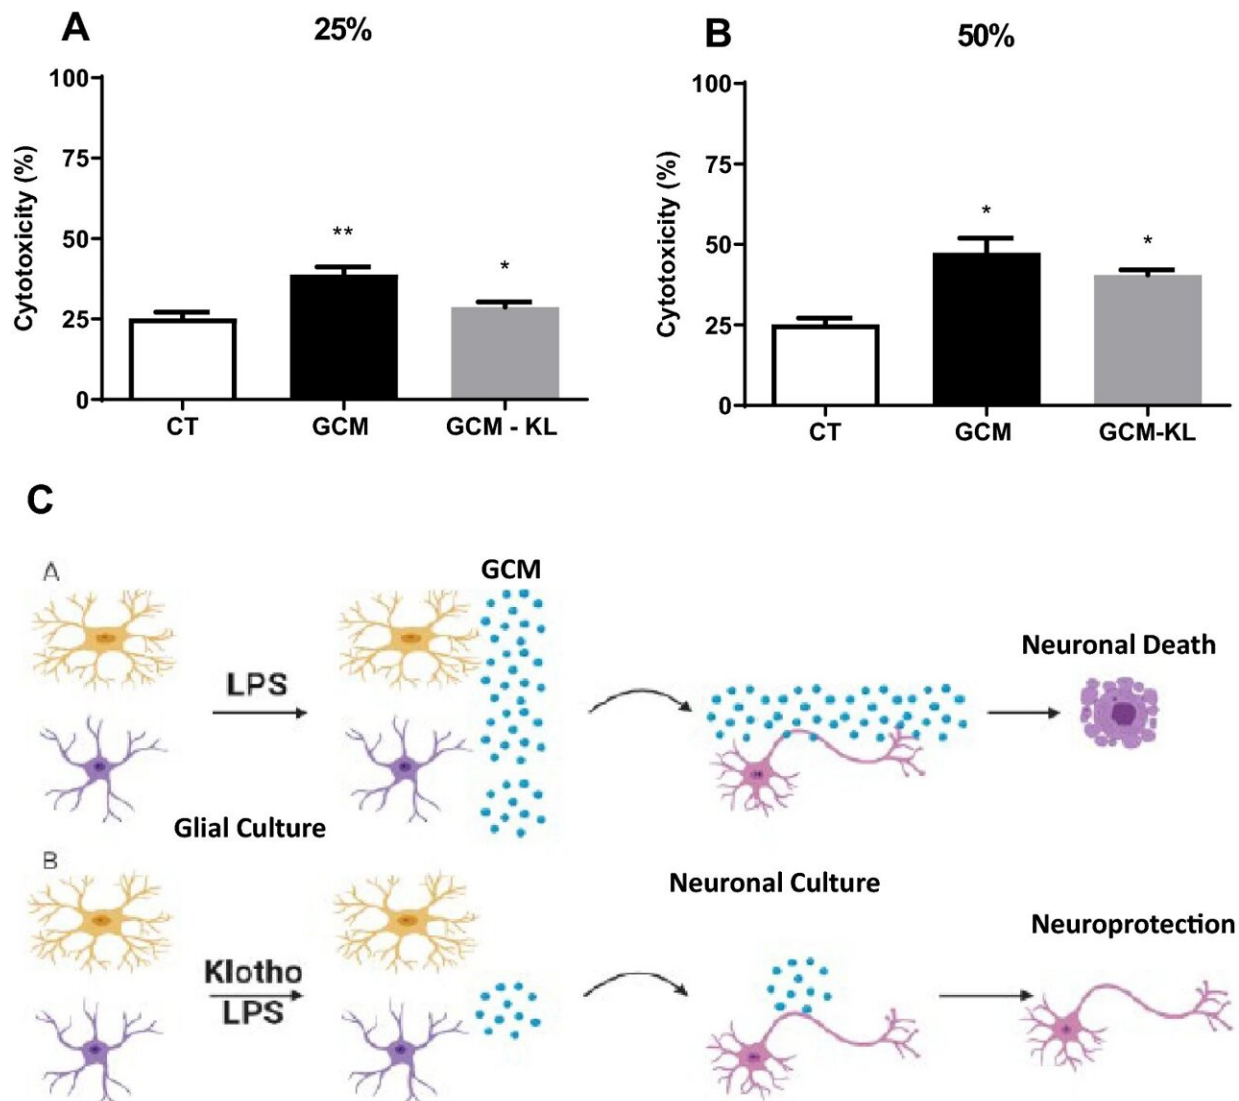 A
25%
Cytotoxicity (%)
100
75
50
25
0
**
*
CT
GCM
GCM - KL
B
50%
Cytotoxicity (%)
100
75
50
25
0
*
*
CT
GCM
GCM-KL
C
A
GCM
LPS
Neuronal Death
Glial Culture
B
Klotho
LPS
Neuronal Culture
Neuroprotection